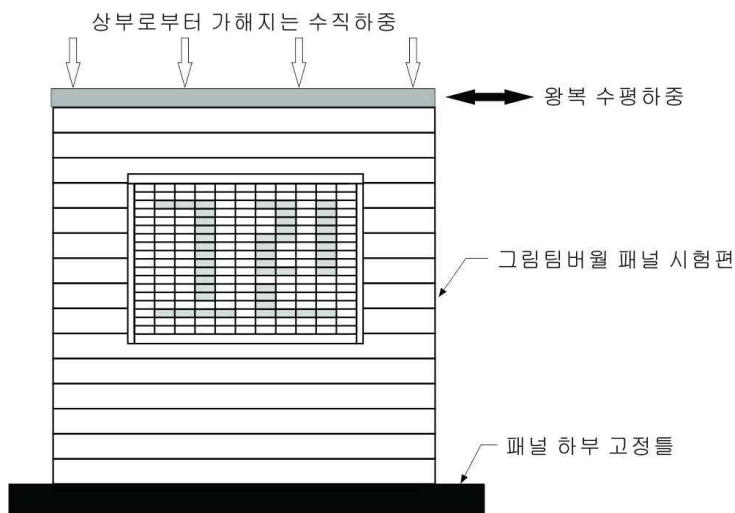 상부로부터 가해지는 수직하중
왕복 수평하중
그림팀버월 패널 시험편
패널 하부 고정틀